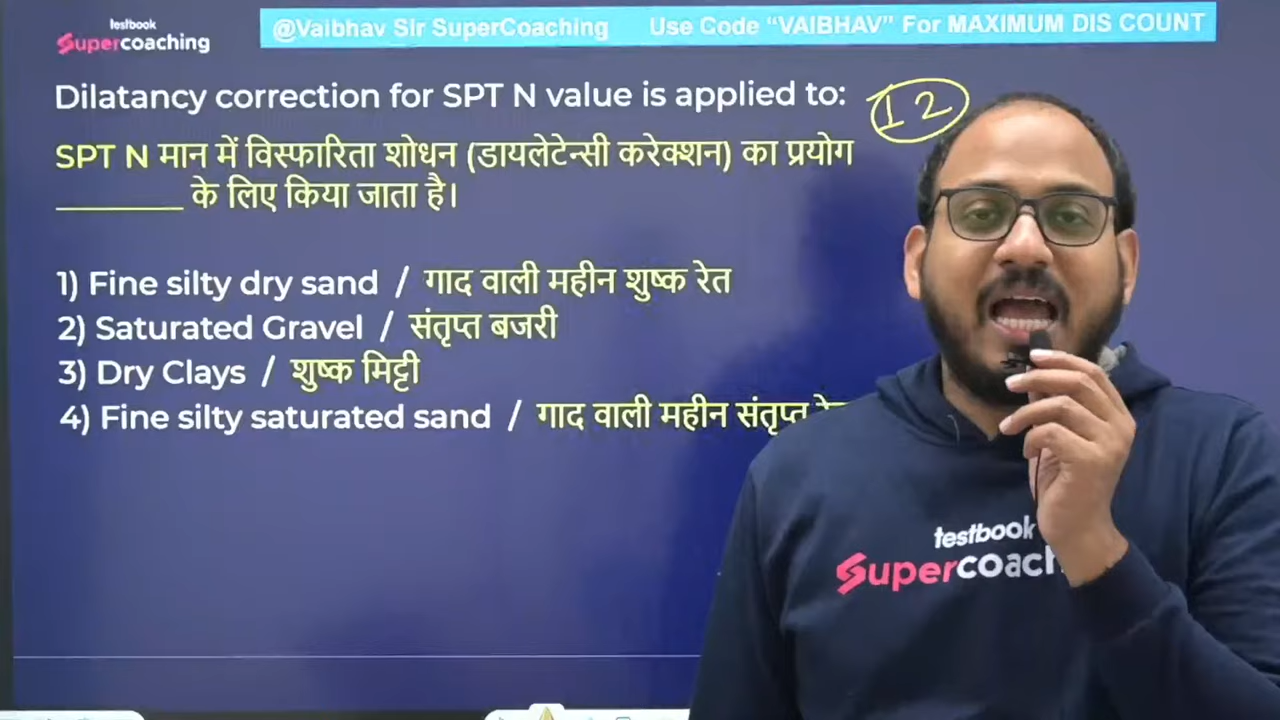 testbook
Supercoaching
@Vaibhav Sir SuperCoaching Use Code “VAIBHAV” For MAXIMUM DIS COUNT
Dilatancy correction for SPT N value is applied to:
12
SPT N मान में विस्फारिता शोधन (डायलेटेन्सी करेक्शन) का प्रयोग
_______ के लिए किया जाता है।
1) Fine silty dry sand / गाद वाली महीन शुष्क रेत
2) Saturated Gravel / संतृप्त बजरी
3) Dry Clays / शुष्क मिट्टी
4) Fine silty saturated sand / गाद वाली महीन संतृप्त
testbook
Supercoach